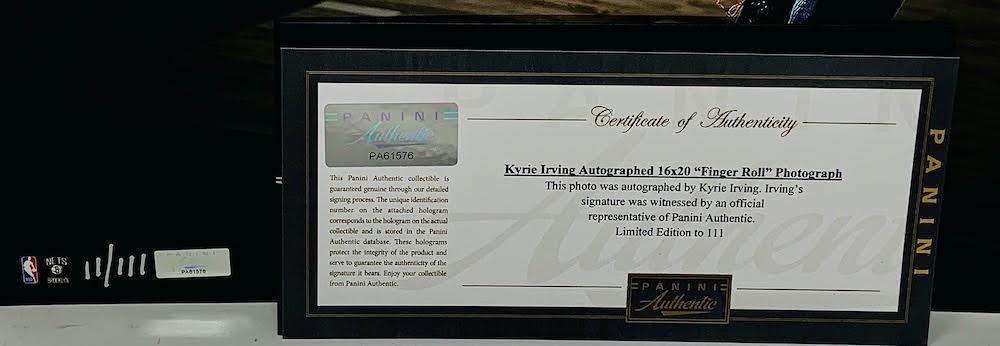 PANINI
Authentic
PA61576
This Panini Authentic collectible is
guaranteed genuine through our detailed
signing process. The unique identification
number on the attached hologram
corresponds to the hologram on the actual
collectible and is stored in the Panini
Authentic database. These holograms
protect the integrity of the product and
serve to guarantee the authenticity of the
signature it bears. Enjoy your collectible
from Panini Authentic.
Certificate of Authenticity
Kyrie Irving Autographed 16x20 “Finger Roll” Photograph
This photo was autographed by Kyrie Irving. Irving's
signature was witnessed by an official
representative of Panini Authentic.
Limited Edition to 111
PANINI
Authentic
PANINI
NBA
NETS
B
BROOKLYN
11/111
PANINI
PA61576